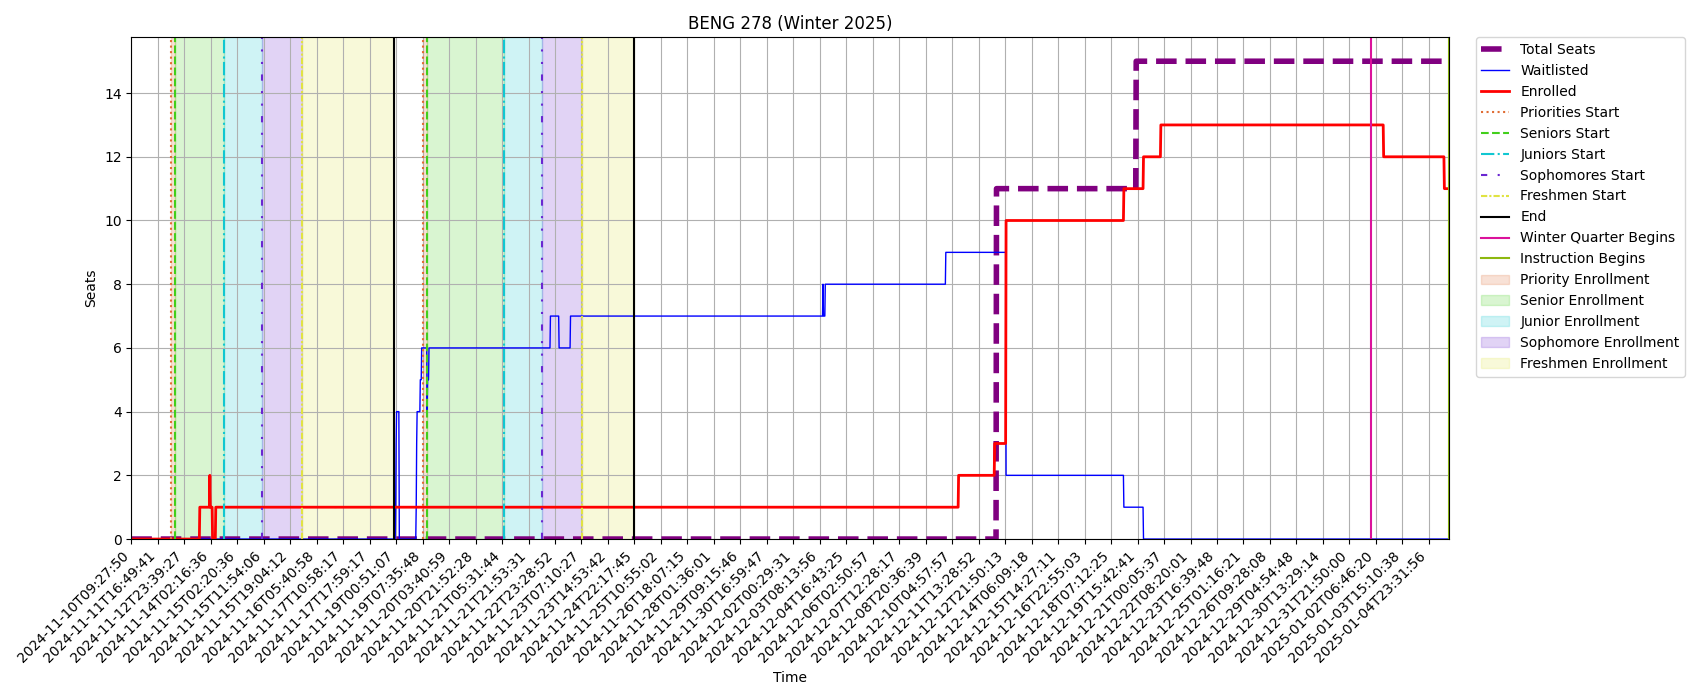 BENG 278 (Winter 2025)
Seats
14
12
10
8
6
4
2
0
2024-11-10T09:27:50
2024-11-11T16:49:41
2024-11-12T23:39:27
2024-11-14T02:16:36
2024-11-15T02:20:36
2024-11-15T11:54:06
2024-11-15T19:04:12
2024-11-16T05:40:58
2024-11-17T10:58:17
2024-11-17T17:59:17
2024-11-19T00:51:07
2024-11-19T07:35:48
2024-11-20T03:40:59
2024-11-20T21:52:28
2024-11-21T05:31:44
2024-11-21T21:53:31
2024-11-22T23:28:52
2024-11-23T07:10:27
2024-11-23T14:53:42
2024-11-24T22:17:45
2024-11-25T10:55:02
2024-11-26T18:07:15
2024-11-28T01:36:01
2024-11-29T09:15:46
2024-11-30T16:59:47
2024-12-02T00:29:31
2024-12-03T08:13:56
2024-12-04T16:43:25
2024-12-06T02:50:57
2024-12-07T12:28:17
2024-12-08T20:36:39
2024-12-10T04:57:57
2024-12-11T13:28:52
2024-12-12T21:50:13
2024-12-14T06:09:18
2024-12-15T14:27:11
2024-12-16T22:55:03
2024-12-18T07:12:25
2024-12-19T15:42:41
2024-12-21T00:05:37
2024-12-22T08:20:01
2024-12-23T16:39:48
2024-12-25T01:16:21
2024-12-26T09:28:08
2024-12-29T04:54:48
2024-12-30T13:29:14
2024-12-31T21:50:00
2025-01-02T06:46:20
2025-01-03T15:10:38
2025-01-04T23:31:56
Time
Total Seats
Waitlisted
Enrolled
Priorities Start
Seniors Start
Juniors Start
Sophomores Start
Freshmen Start
End
Winter Quarter Begins
Instruction Begins
Priority Enrollment
Senior Enrollment
Junior Enrollment
Sophomore Enrollment
Freshmen Enrollment